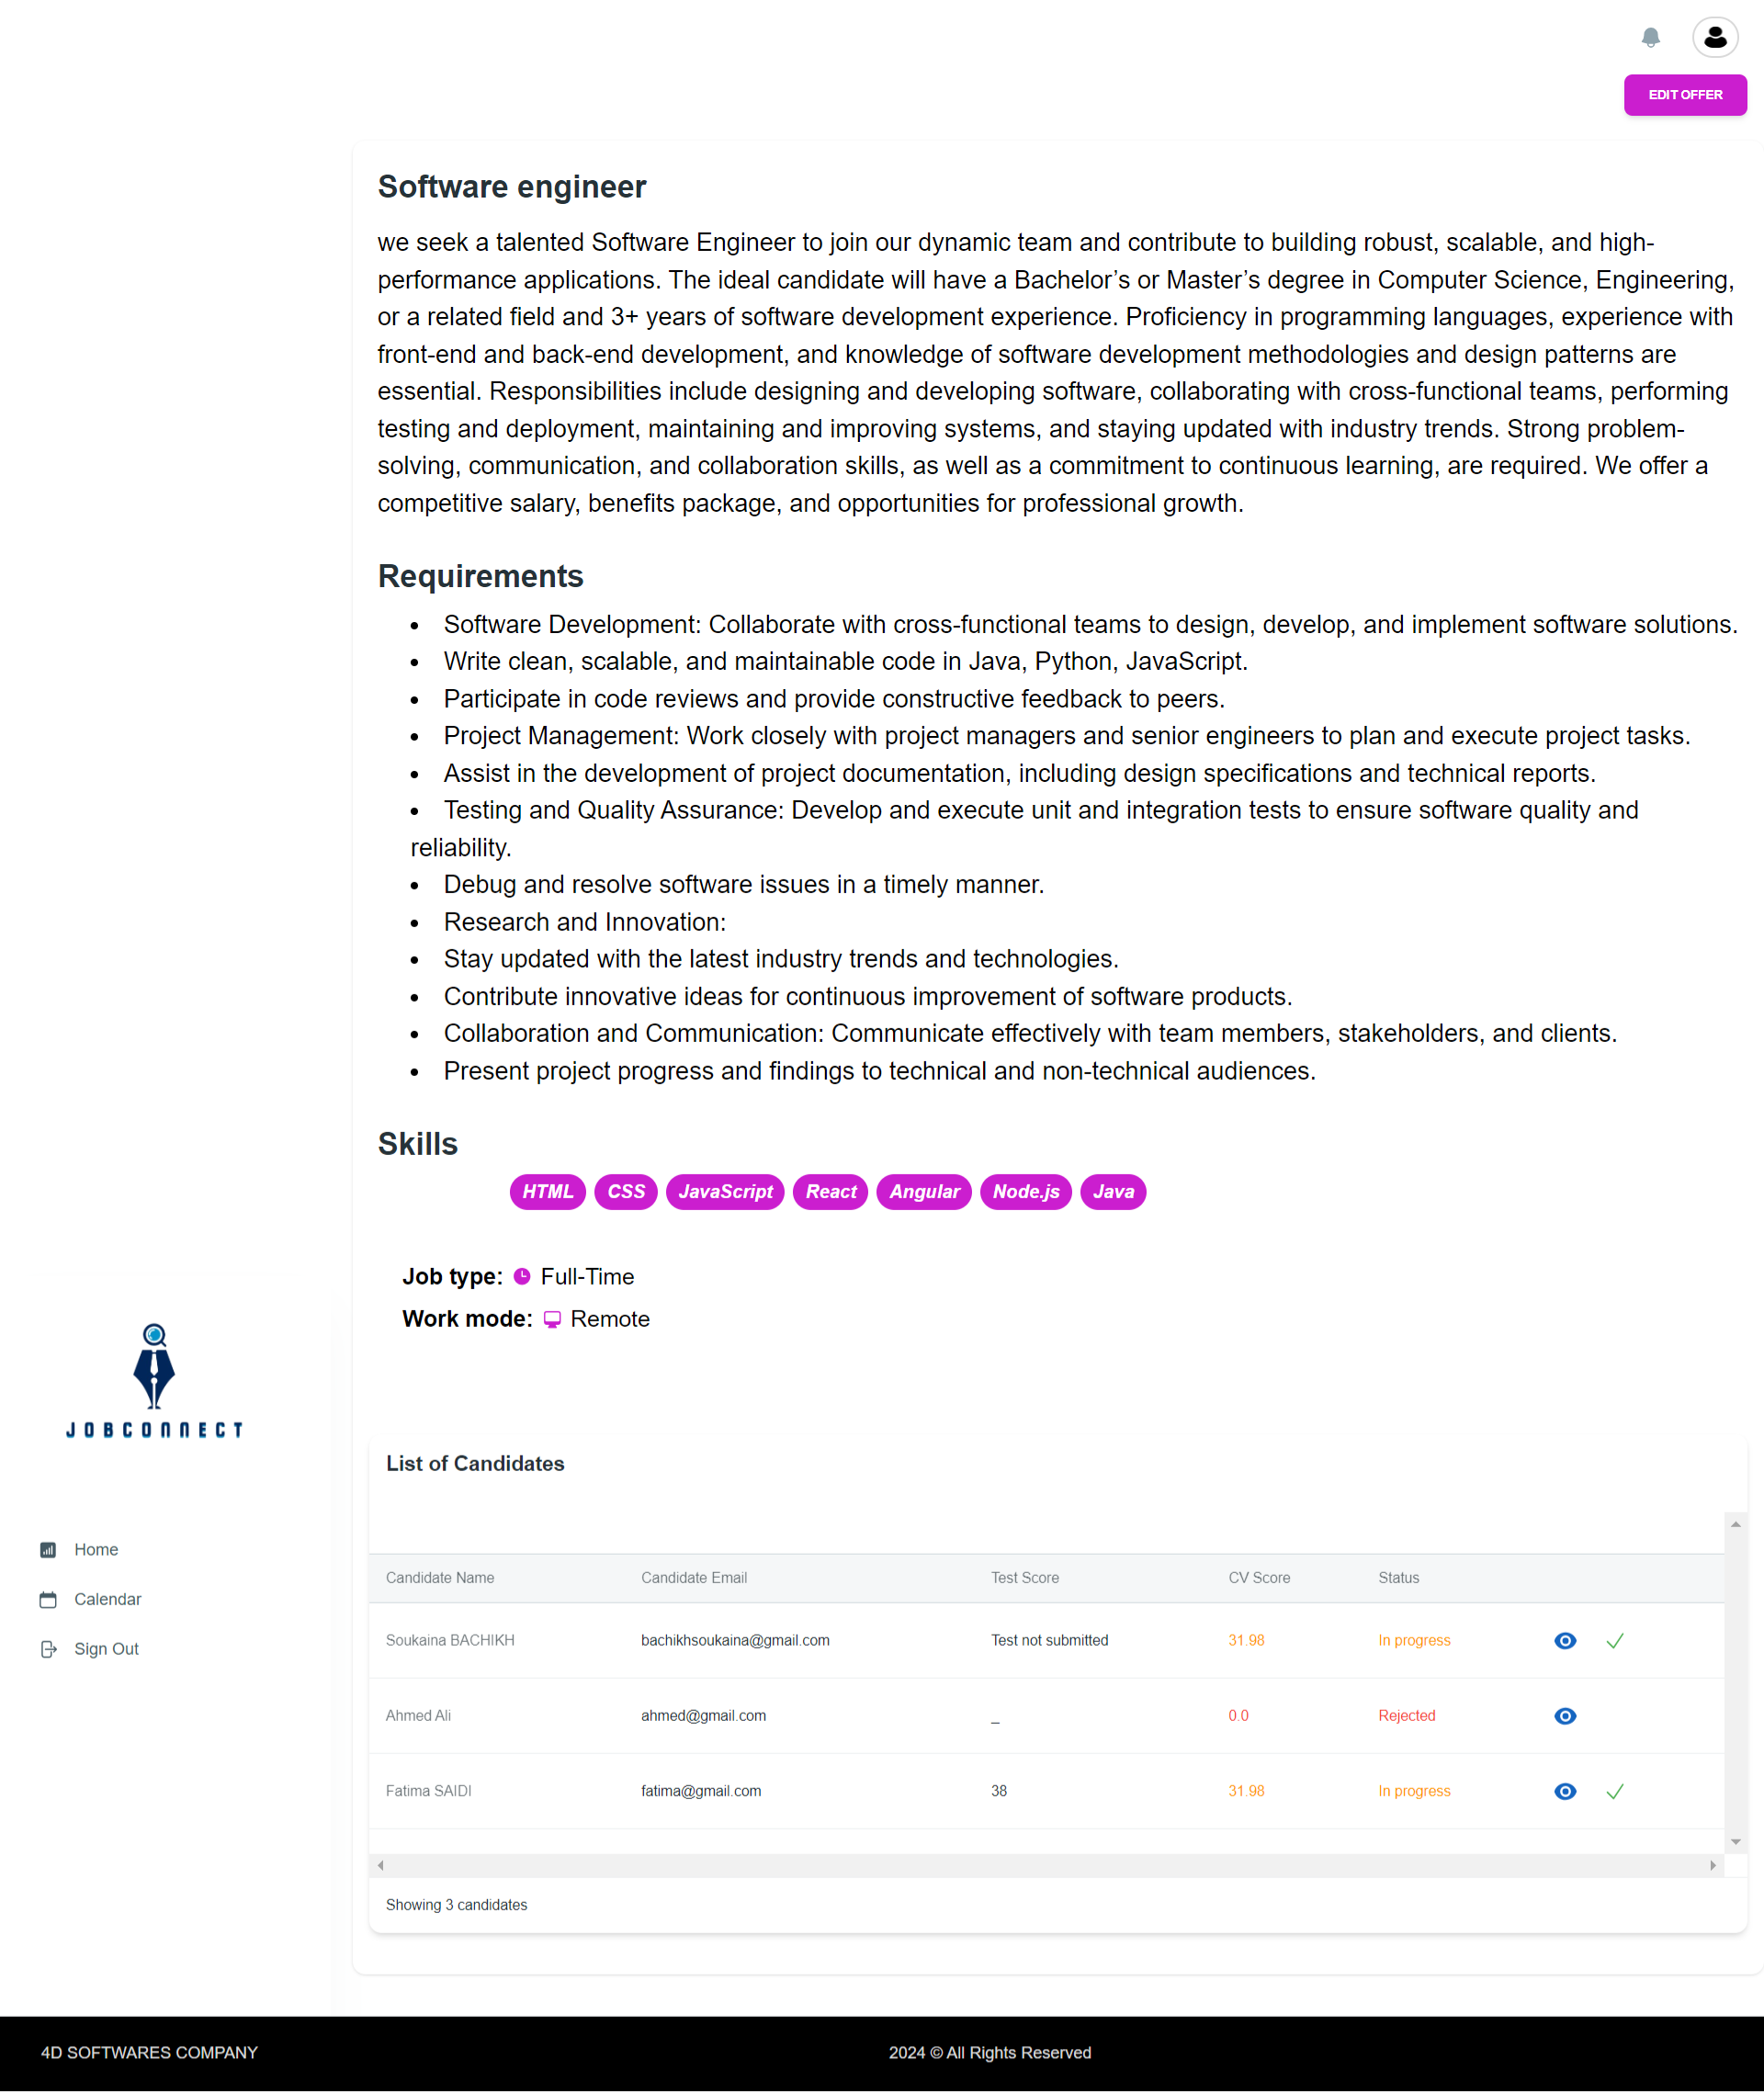 EDIT OFFER
Software engineer
we seek a talented Software Engineer to join our dynamic team and contribute to building robust, scalable, and high-
performance applications. The ideal candidate will have a Bachelor’s or Master’s degree in Computer Science, Engineering,
or a related field and 3+ years of software development experience. Proficiency in programming languages, experience with
front-end and back-end development, and knowledge of software development methodologies and design patterns are
essential. Responsibilities include designing and developing software, collaborating with cross-functional teams, performing
testing and deployment, maintaining and improving systems, and staying updated with industry trends. Strong problem-
solving, communication, and collaboration skills, as well as a commitment to continuous learning, are required. We offer a
competitive salary, benefits package, and opportunities for professional growth.
Requirements
• Software Development: Collaborate with cross-functional teams to design, develop, and implement software solutions.
• Write clean, scalable, and maintainable code in Java, Python, JavaScript.
• Participate in code reviews and provide constructive feedback to peers.
• Project Management: Work closely with project managers and senior engineers to plan and execute project tasks.
• Assist in the development of project documentation, including design specifications and technical reports.
• Testing and Quality Assurance: Develop and execute unit and integration tests to ensure software quality and
reliability.
• Debug and resolve software issues in a timely manner.
• Research and Innovation:
• Stay updated with the latest industry trends and technologies.
• Contribute innovative ideas for continuous improvement of software products.
• Collaboration and Communication: Communicate effectively with team members, stakeholders, and clients.
• Present project progress and findings to technical and non-technical audiences.
Skills
HTML CSS JavaScript React Angular Node.js Java
Job type: Full-Time
Work mode: Remote
JOBCONNECT
Home
Calendar
Sign Out
List of Candidates
Candidate Name Candidate Email Test Score CV Score Status
Soukaina BACHIKH bachikhsoukaina@gmail.com Test not submitted 31.98 In progress
Ahmed Ali ahmed@gmail.com _ 0.0 Rejected
Fatima SAIDI fatima@gmail.com 38 31.98 In progress
Showing 3 candidates
4D SOFTWARES COMPANY 2024 © All Rights Reserved